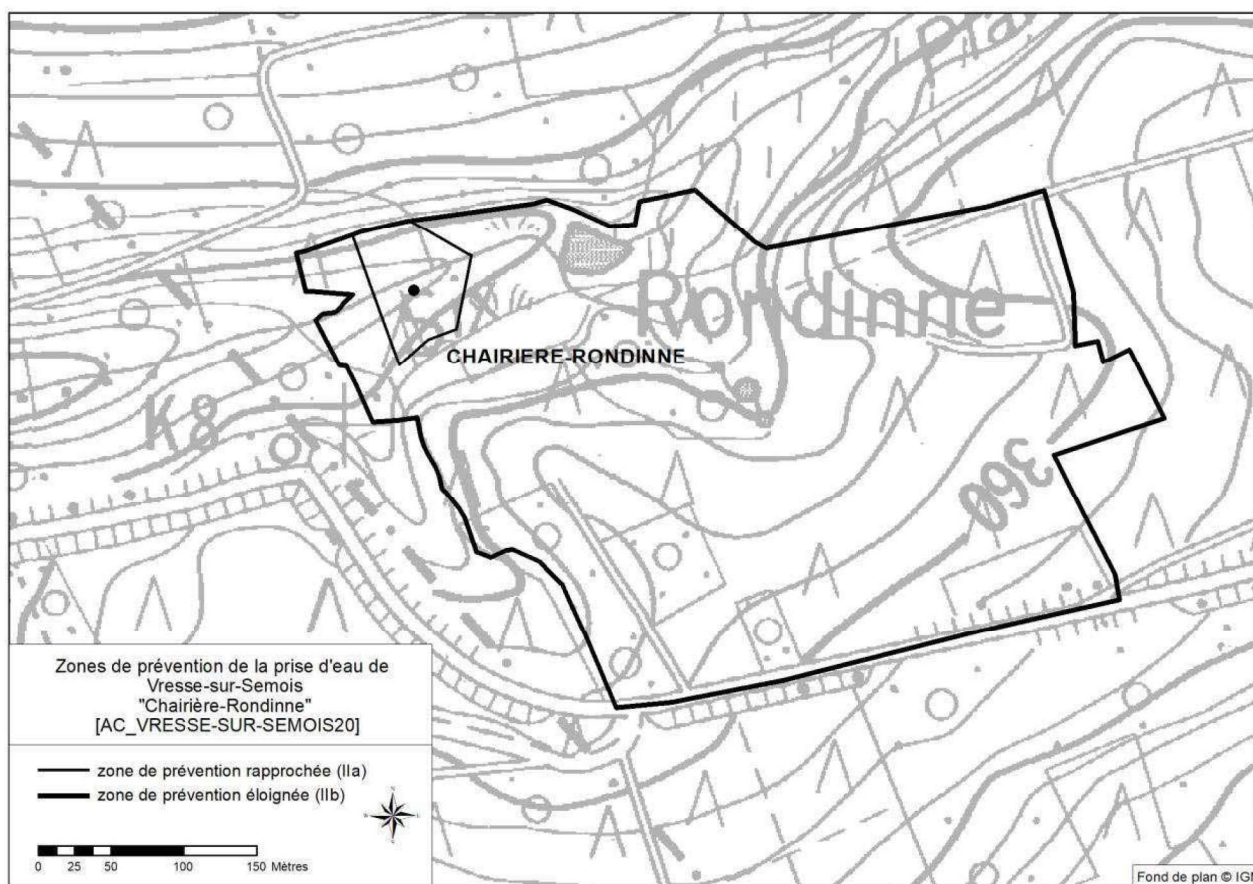 Rondinne
CHAIRIERE-RONDINNE
K8
360
Zones de prévention de la prise d'eau de
Vresse-sur-Semois
"Chairière-Rondinne"
[AC_VRESSE-SUR-SEMOIS20]
zone de prévention rapprochée (IIa)
zone de prévention éloignée (IIb)
0 25 50 100 150 Mètres
Fond de plan © IGN